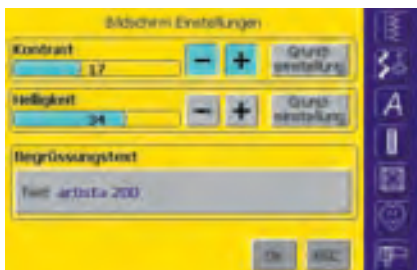 Bildschirm Einstellungen
Kontrast
17
- +
Grund-
einstellung
Helligkeit
34
- +
Grund-
einstellung
Begrüssungstext
Text artista 200
OK ESC
A